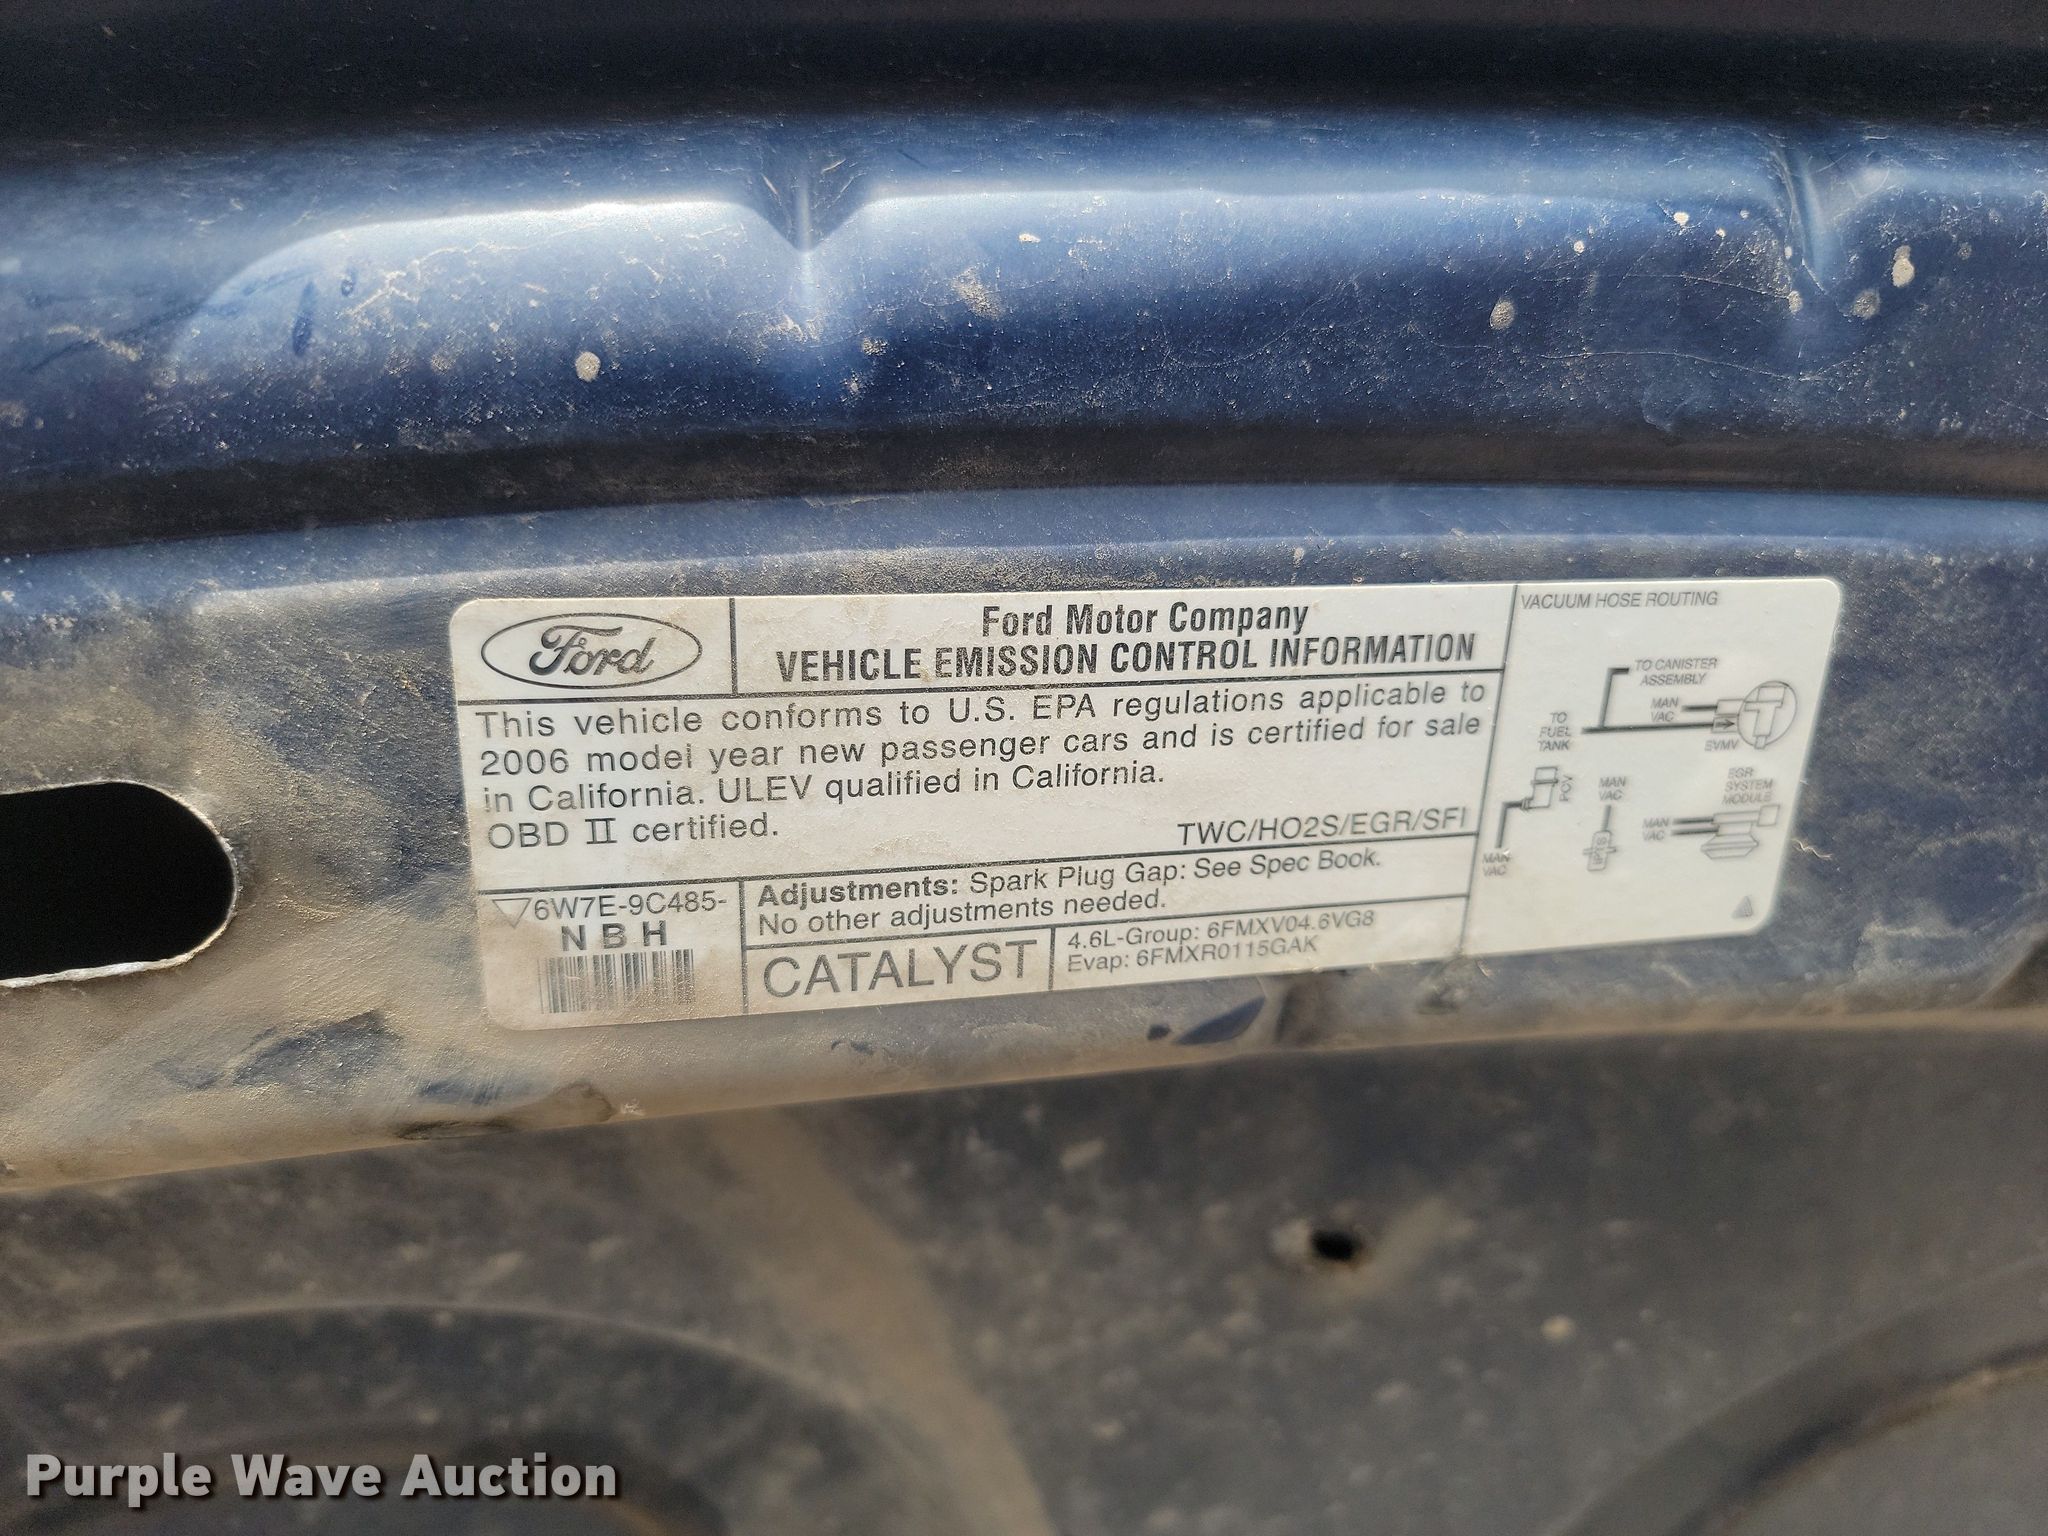 Ford
Ford Motor Company
VEHICLE EMISSION CONTROL INFORMATION
This vehicle conforms to U.S. EPA regulations applicable to
2006 model year new passenger cars and is certified for sale
in California. ULEV qualified in California.
OBD II certified.
TWC/HO2S/EGR/SFI
6W7E-9C485-
N B H
Adjustments: Spark Plug Gap: See Spec Book.
No other adjustments needed.
CATALYST
4.6L-Group: 6FMXV04.6VG8
Evap: 6FMXR0115GAK
VACUUM HOSE ROUTING
TO CANISTER
ASSEMBLY
MAN
VAC
TO
FUEL
TANK
EVMV
PCV
MAN
VAC
EGR
SYSTEM
MODULE
MAN
VAC
MAN
VAC
Purple Wave Auction